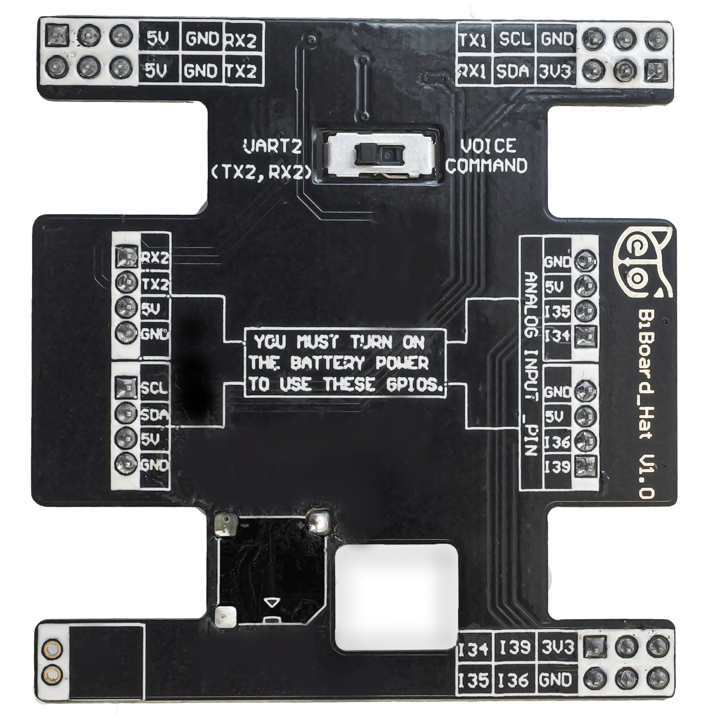 5V GND RX2
5V GND TX2
TX1 SCL GND
RX1 SDA 3V3
UART2
(TX2,RX2)
VOICE
COMMAND
RX2
TX2
5V
GND
SCL
SDA
5V
GND
YOU MUST TURN ON
THE BATTERY POWER
TO USE THESE GPIOS.
ANALOG INPUT_PIN
GND
5V
I35
I34
GND
5V
I36
I39
Petoi
BiBoard_Hat V1.0
I34 I39 3V3
I35 I36 GND